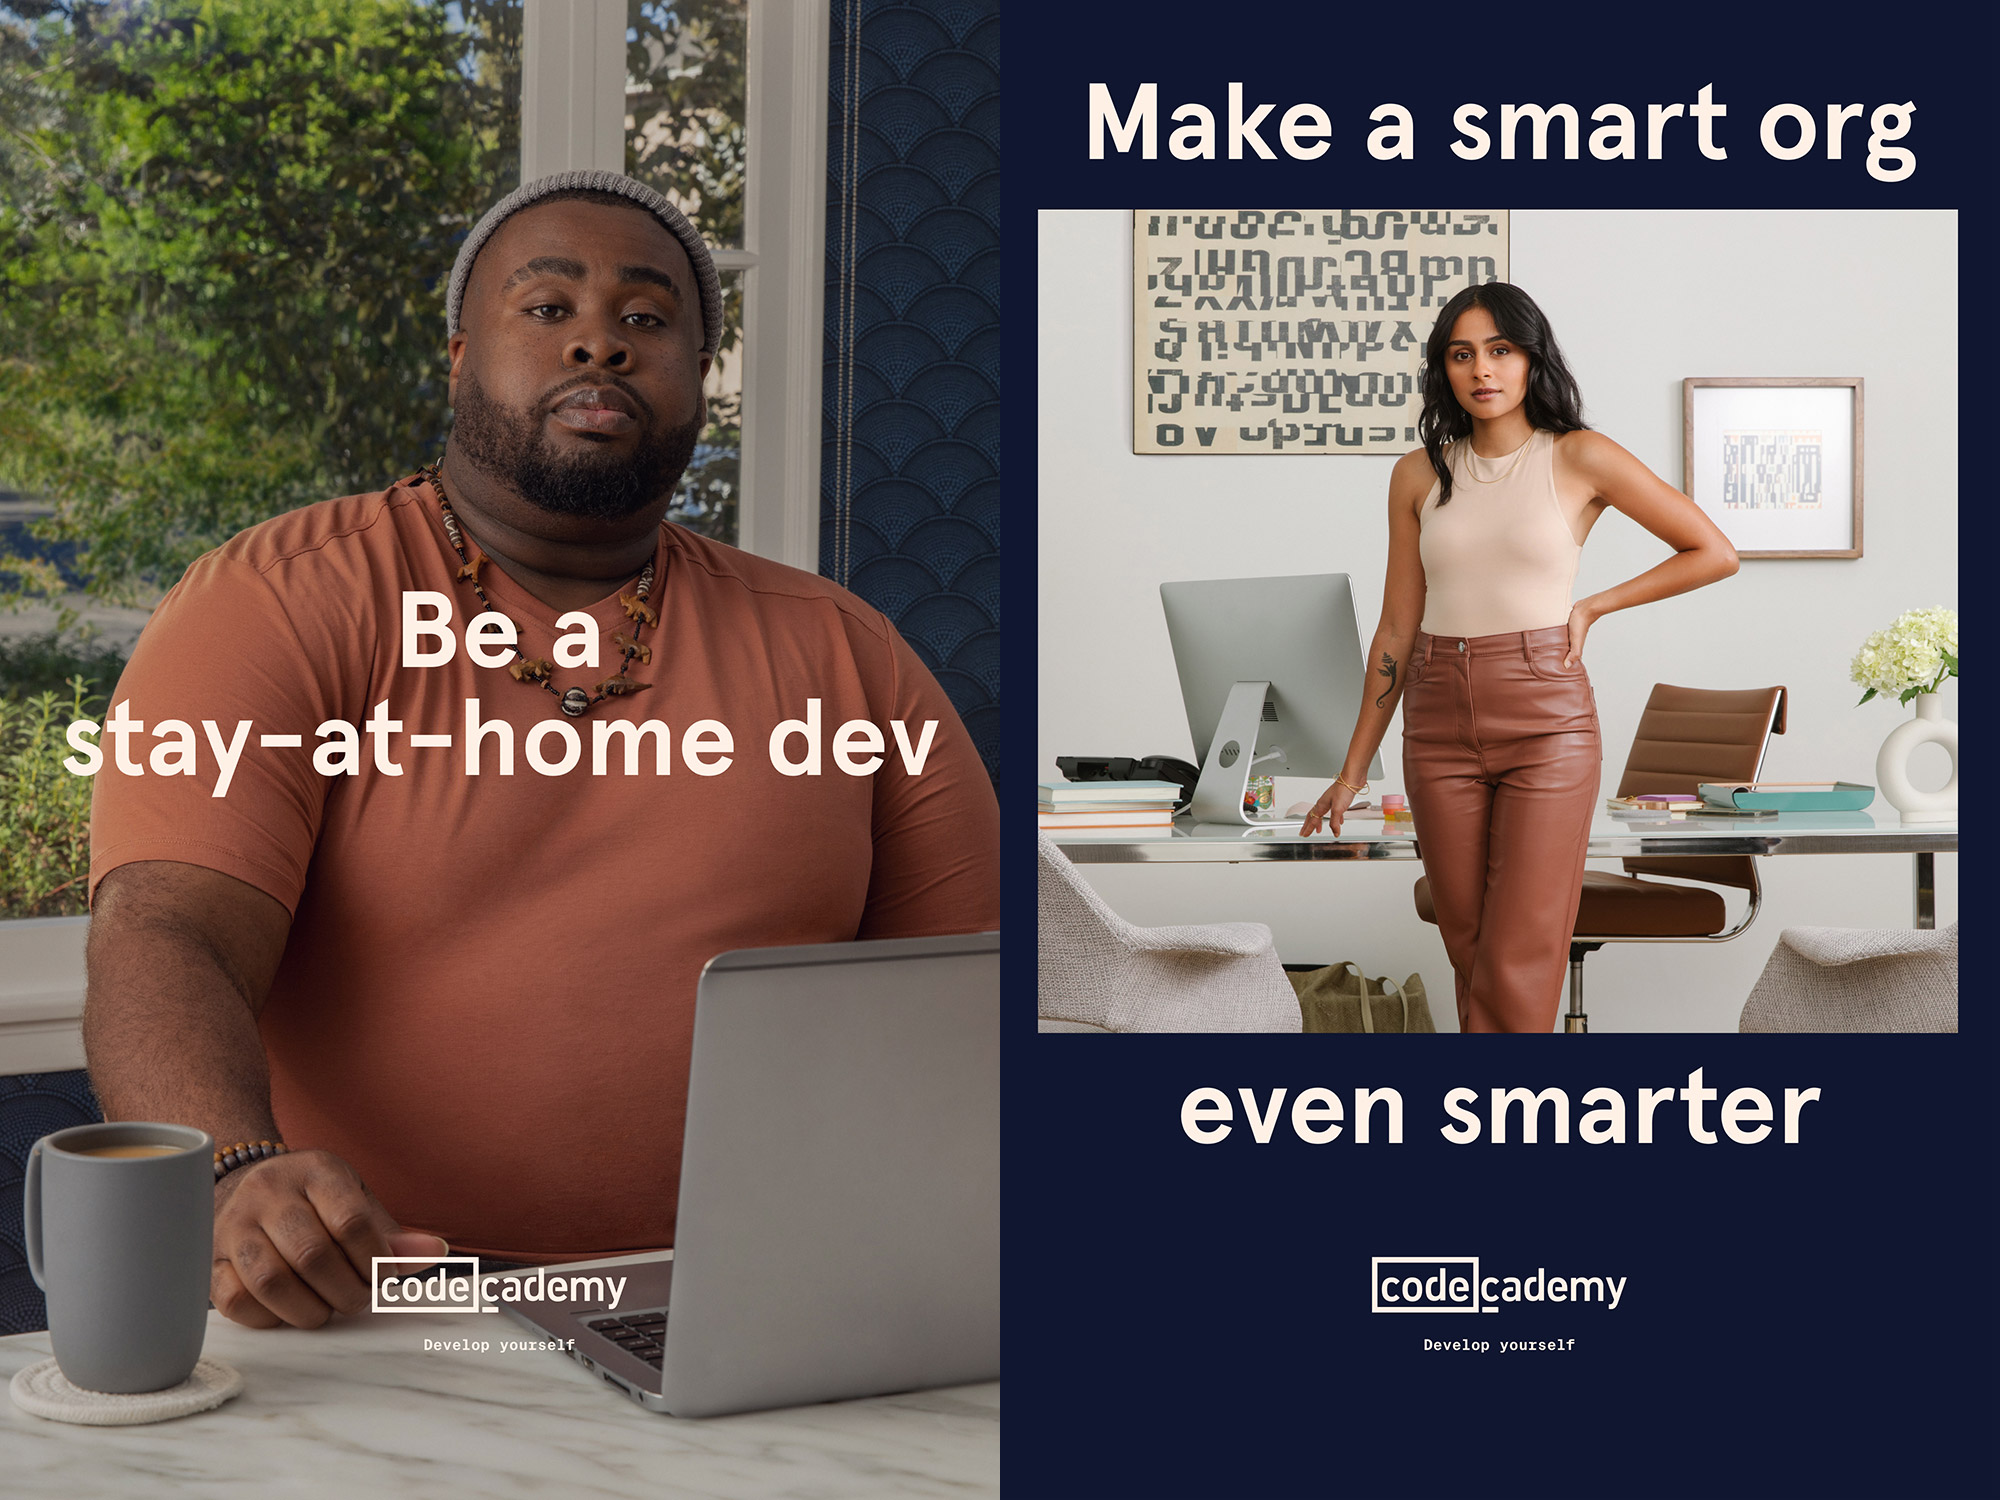 Be a
stay-at-home dev
codecademy
Develop yourself
Make a smart org
even smarter
codecademy
Develop yourself